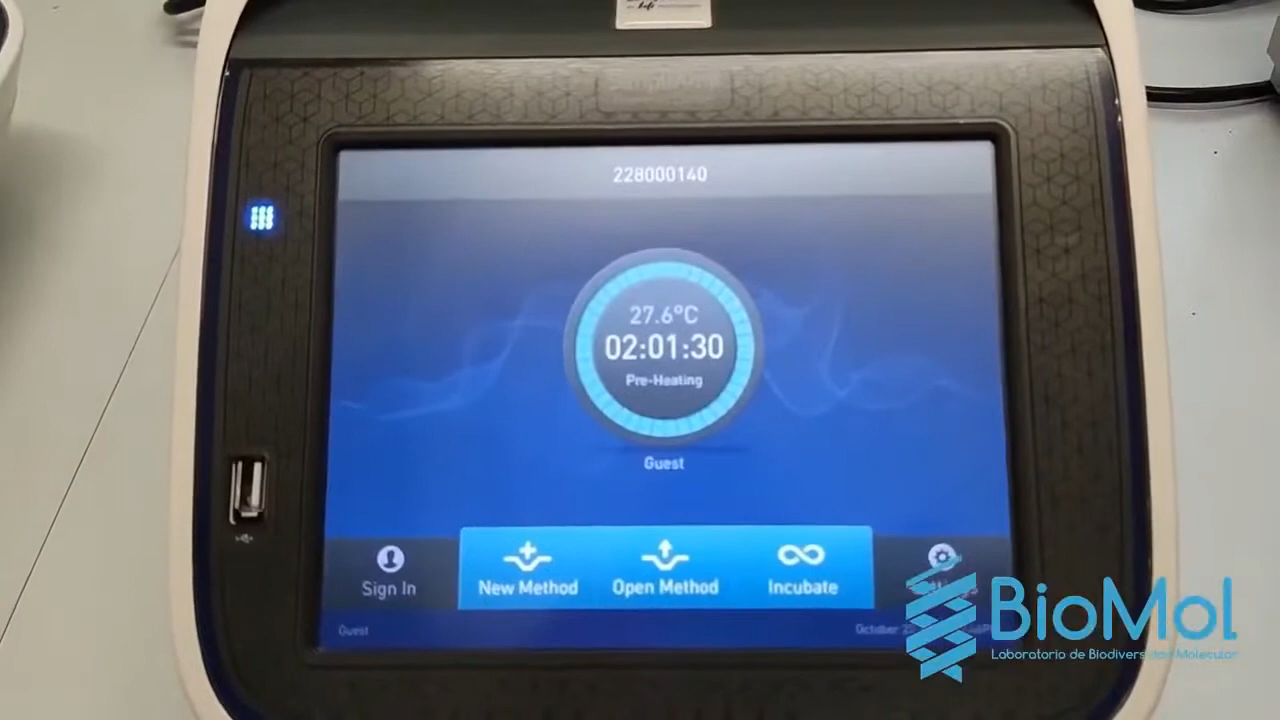 228000140
27.6°C
02:01:30
Pre-Heating
Guest
Sign In
New Method
Open Method
Incubate
Guest
October
BioMol
Laboratorio de Biodiversidad Molecular